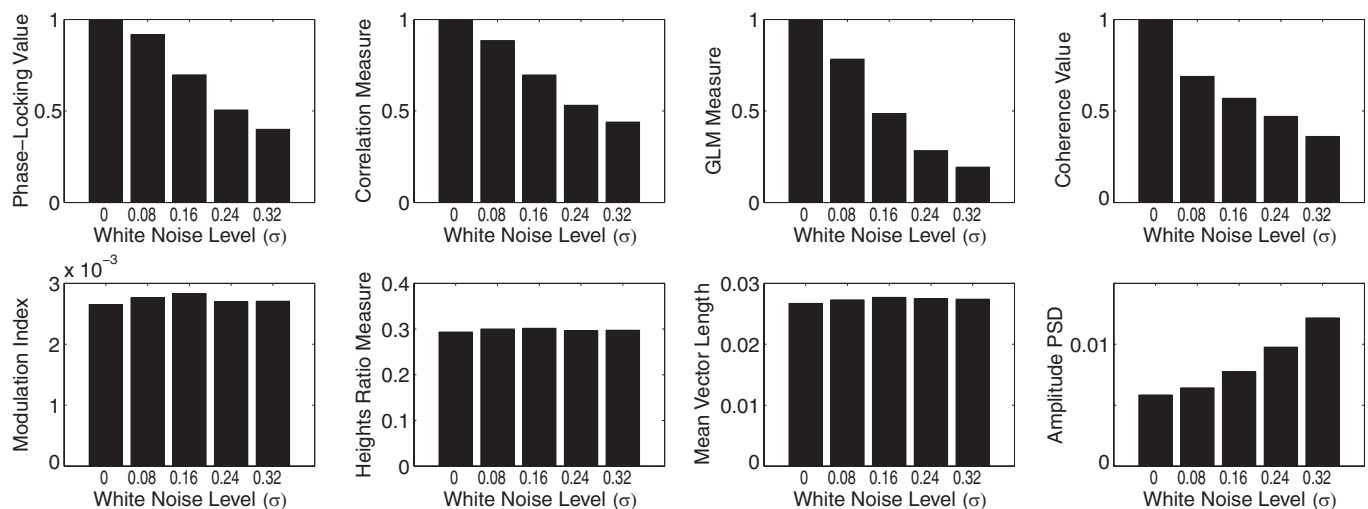 Phase−Locking Value
1
0.5
0
0 0.08 0.16 0.24 0.32
White Noise Level (σ)
Correlation Measure
1
0.5
0
0 0.08 0.16 0.24 0.32
White Noise Level (σ)
GLM Measure
1
0.5
0
0 0.08 0.16 0.24 0.32
White Noise Level (σ)
Coherence Value
1
0.5
0
0 0.08 0.16 0.24 0.32
White Noise Level (σ)
Modulation Index
x 10−3
3
2
1
0
0 0.08 0.16 0.24 0.32
White Noise Level (σ)
Heights Ratio Measure
0.4
0.3
0.2
0.1
0
0 0.08 0.16 0.24 0.32
White Noise Level (σ)
Mean Vector Length
0.03
0.02
0.01
0
0 0.08 0.16 0.24 0.32
White Noise Level (σ)
Amplitude PSD
0.01
0
0 0.08 0.16 0.24 0.32
White Noise Level (σ)